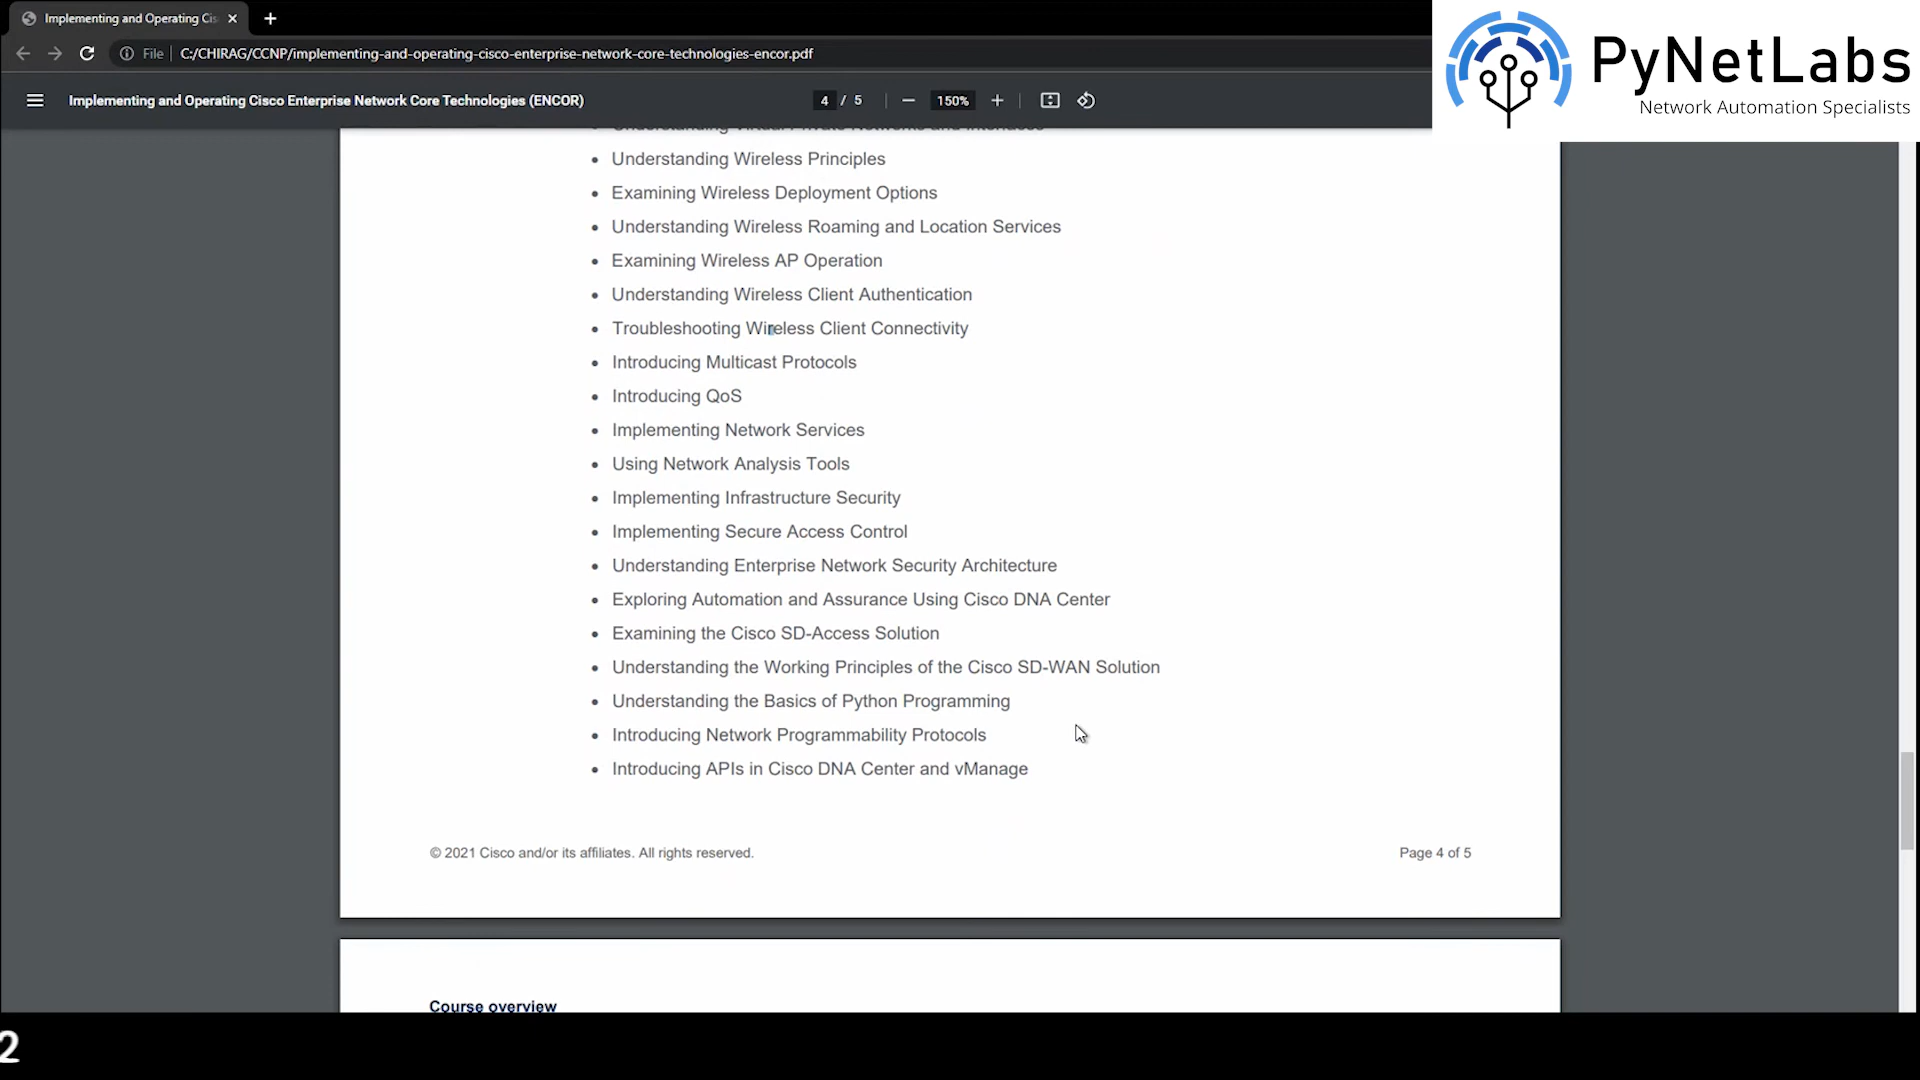 Implementing and Operating Cis
File
C:/CHIRAG/CCNP/implementing-and-operating-cisco-enterprise-network-core-technologies-encor.pdf
PyNetLabs
Network Automation Specialists
Implementing and Operating Cisco Enterprise Network Core Technologies (ENCOR)
4 / 5
150%
Understanding Virtual Private Networks and Interfaces
• Understanding Wireless Principles
• Examining Wireless Deployment Options
• Understanding Wireless Roaming and Location Services
• Examining Wireless AP Operation
• Understanding Wireless Client Authentication
• Troubleshooting Wireless Client Connectivity
• Introducing Multicast Protocols
• Introducing QoS
• Implementing Network Services
• Using Network Analysis Tools
• Implementing Infrastructure Security
• Implementing Secure Access Control
• Understanding Enterprise Network Security Architecture
• Exploring Automation and Assurance Using Cisco DNA Center
• Examining the Cisco SD-Access Solution
• Understanding the Working Principles of the Cisco SD-WAN Solution
• Understanding the Basics of Python Programming
• Introducing Network Programmability Protocols
• Introducing APIs in Cisco DNA Center and vManage
© 2021 Cisco and/or its affiliates. All rights reserved.
Page 4 of 5
Course overview
2